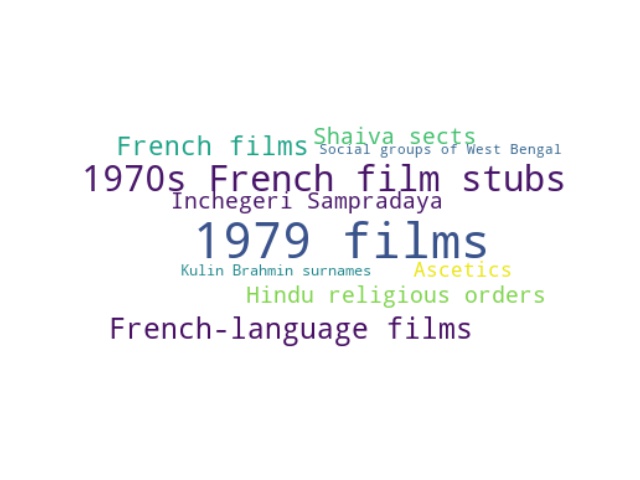 Shaiva sects
French films
Social groups of West Bengal
1970s French film stubs
Inchegeri Sampradaya
1979 films
Kulin Brahmin surnames
Ascetics
Hindu religious orders
French-language films